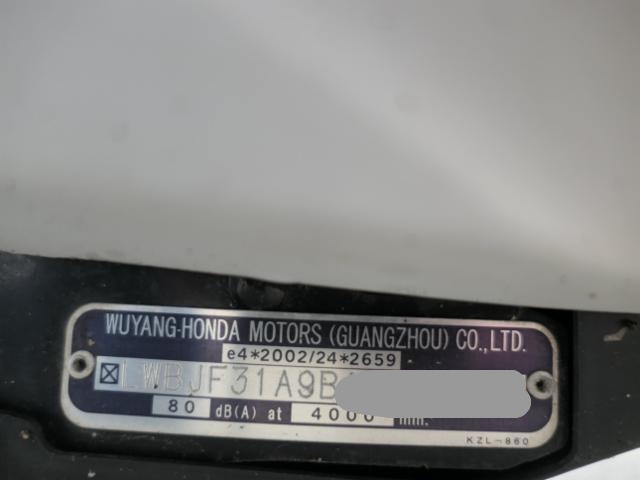 WUYANG-HONDA MOTORS (GUANGZHOU) CO.,LTD.
e4*2002/24*2659
LWBJF31A9B
80 dB(A) at 4000 min.
KZL-860